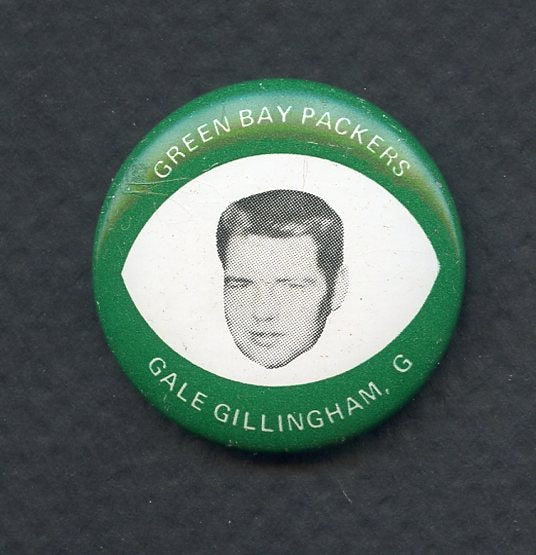 GREEN BAY PACKERS
GALE GILLINGHAM, G